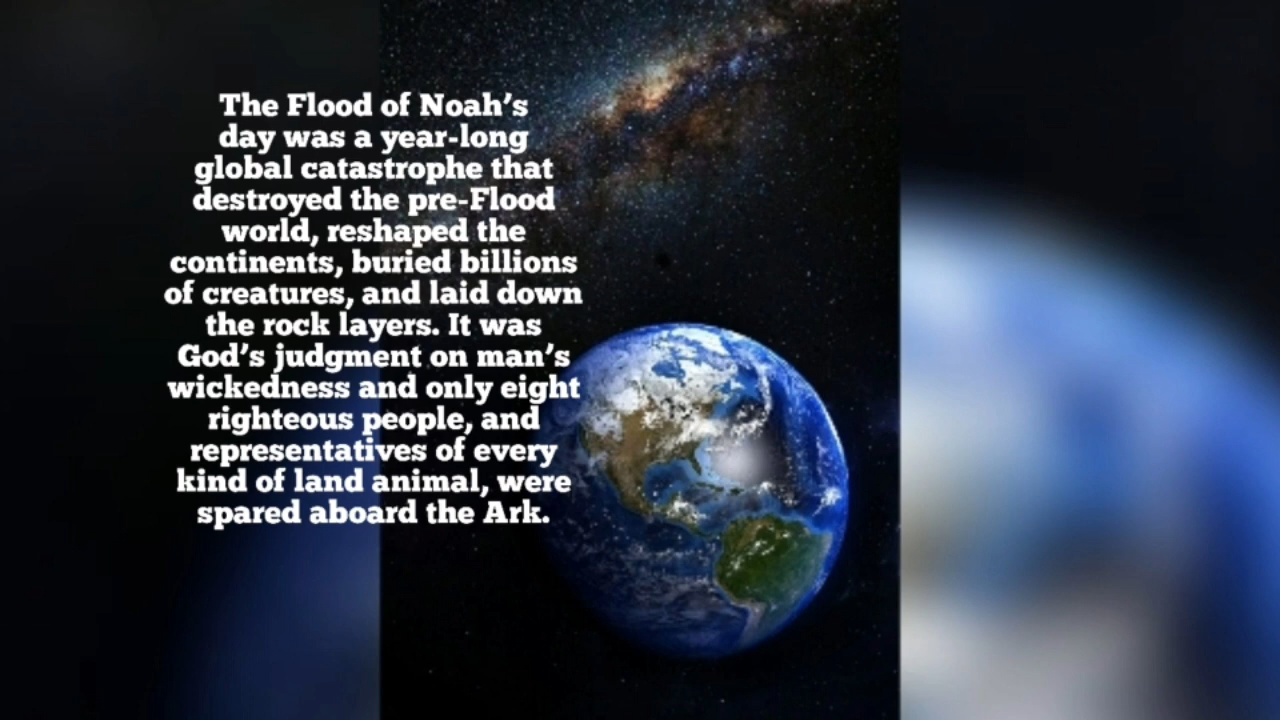 The Flood of Noah’s
day was a year-long
global catastrophe that
destroyed the pre-Flood
world, reshaped the
continents, buried billions
of creatures, and laid down
the rock layers. It was
God’s judgment on man’s
wickedness and only eight
righteous people, and
representatives of every
kind of land animal, were
spared aboard the Ark.